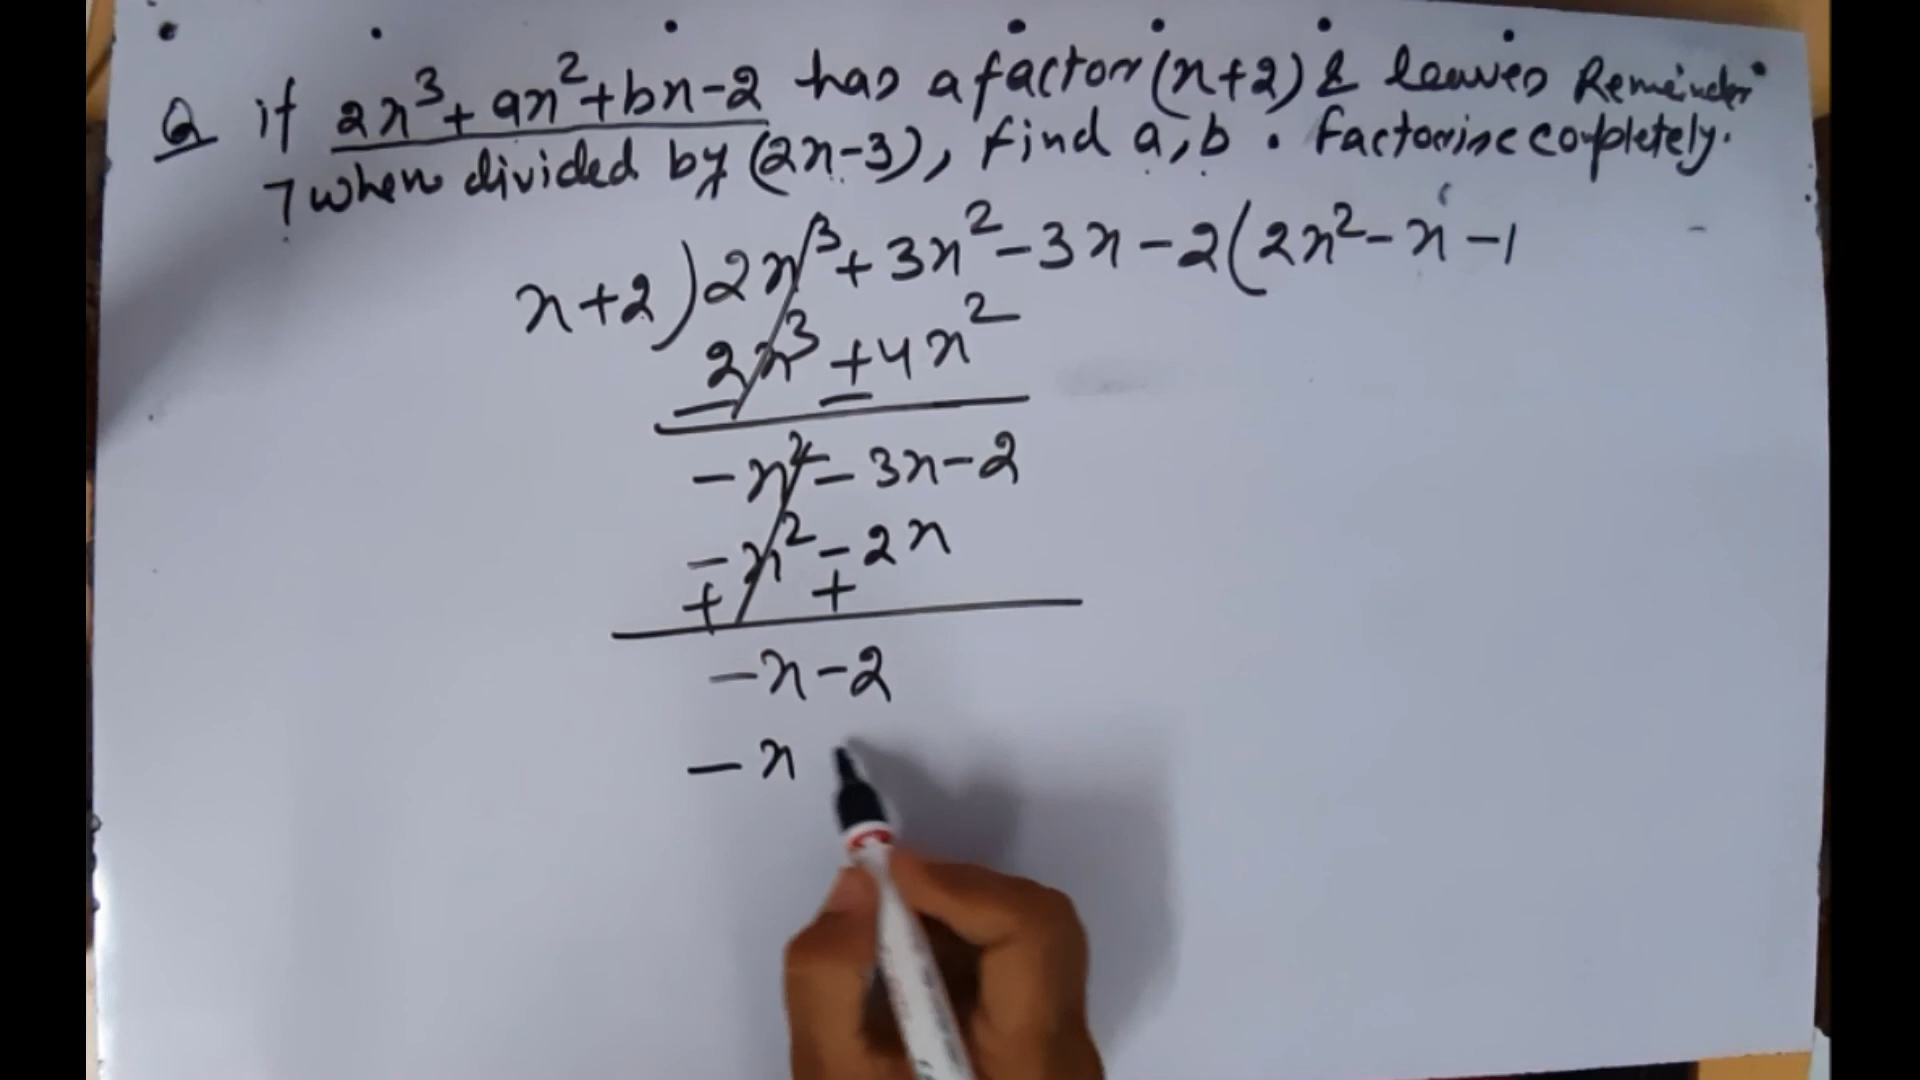 Q if 2x³+ax²+bx-2 has a factor (x+2) & leaves Remainder
7 when divided by (2x-3), find a,b . Factorise completely.
x+2)2x³+3x²-3x-2(2x²-x-1
2x³+4x²
- -
-x²-3x-2
-x²-2x
+ +
-x-2
-x